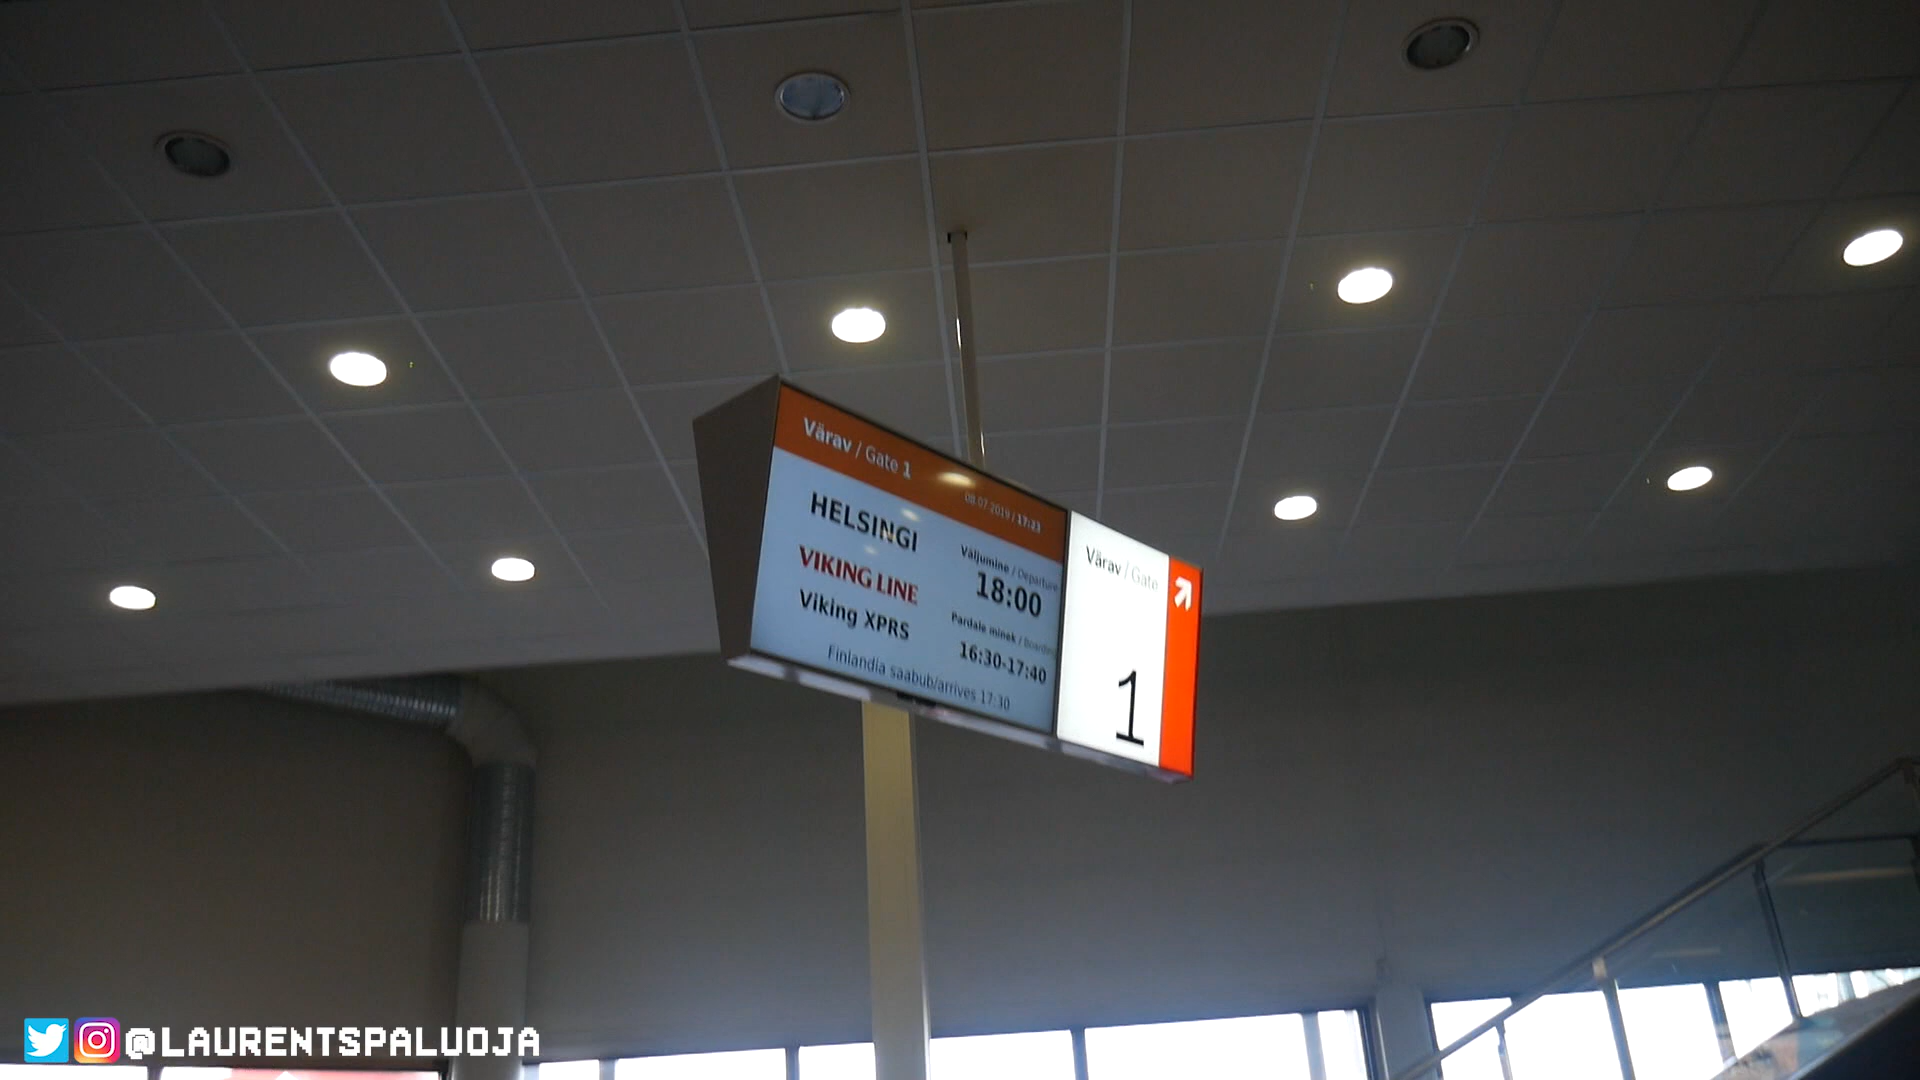 Värav / Gate 1
08.07.2019 / 17:23
HELSINGI
VIKING LINE
Viking XPRS
Väljumine / Departure
18:00
Pardale minek / Boarding
16:30-17:40
Finlandia saabub/arrives 17:30
Värav / Gate
1
@LAURENTSPALUOJA